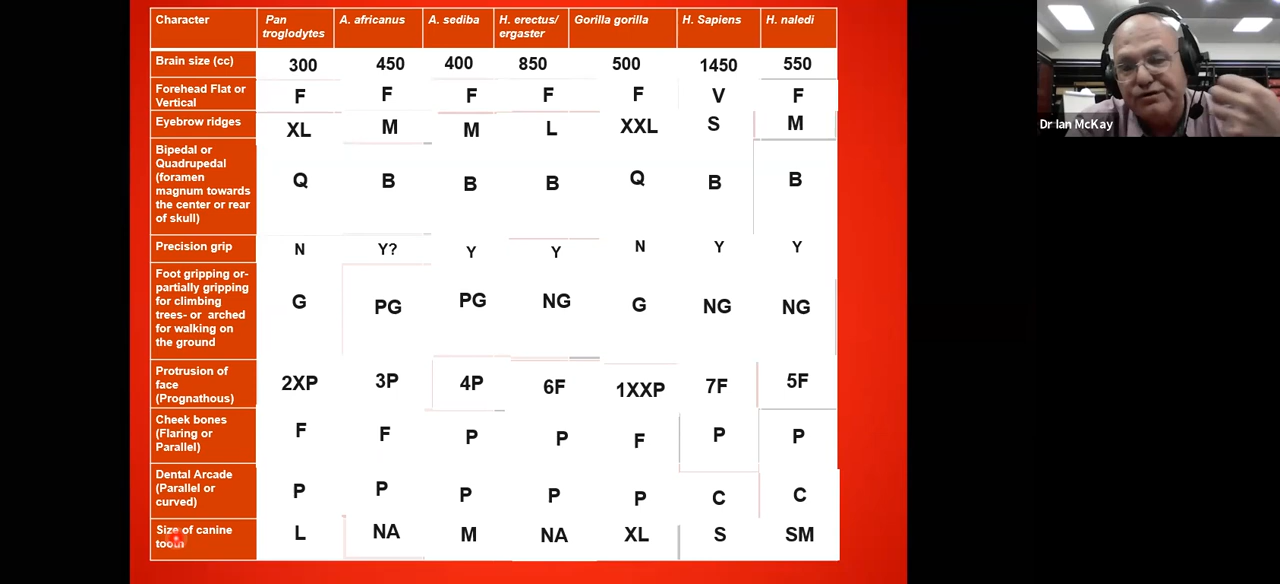 Character Pan troglodytes A. africanus A. sediba H. erectus/ ergaster Gorilla gorilla H. Sapiens H. naledi
Brain size (cc) 300 450 400 850 500 1450 550
Forehead Flat or Vertical F F F F F V F
Eyebrow ridges XL M M L XXL S M
Bipedal or Quadrupedal (foramen magnum towards the center or rear of skull) Q B B B Q B B
Precision grip N Y? Y Y N Y Y
Foot gripping or- partially gripping for climbing trees- or arched for walking on the ground G PG PG NG G NG NG
Protrusion of face (Prognathous) 2XP 3P 4P 6F 1XXP 7F 5F
Cheek bones (Flaring or Parallel) F F P P F P P
Dental Arcade (Parallel or curved) P P P P P C C
Size of canine tooth L NA M NA XL S SM
Dr Ian McKay